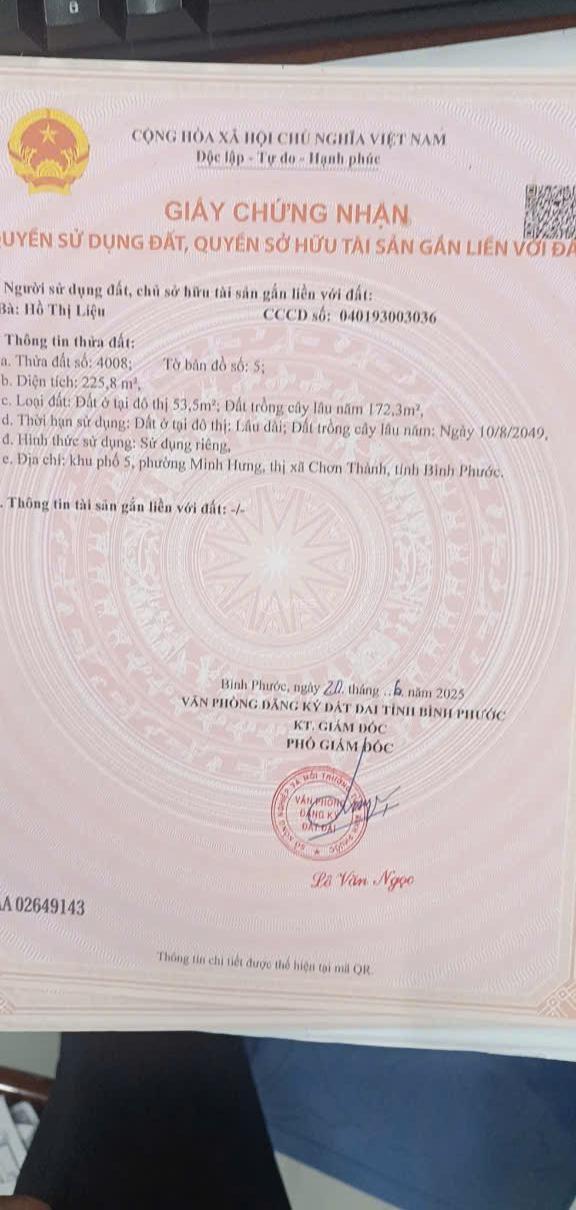 CỘNG HÒA XÃ HỘI CHỦ NGHĨA VIỆT NAM
Độc lập - Tự do - Hạnh phúc
GIẤY CHỨNG NHẬN
QUYỀN SỬ DỤNG ĐẤT, QUYỀN SỞ HỮU TÀI SẢN GẮN LIỀN VỚI ĐẤ
Người sử dụng đất, chủ sở hữu tài sản gắn liền với đất:
Bà: Hồ Thị Liệu CCCD số: 040193003036
Thông tin thửa đất:
a. Thửa đất số: 4008; Tờ bản đồ số: 5;
b. Diện tích: 225,8 m²,
c. Loại đất: Đất ở tại đô thị 53,5m²; Đất trồng cây lâu năm 172,3m²,
d. Thời hạn sử dụng: Đất ở tại đô thị: Lâu dài; Đất trồng cây lâu năm: Ngày 10/8/2049,
đ. Hình thức sử dụng: Sử dụng riêng,
e. Địa chỉ: khu phố 5, phường Minh Hưng, thị xã Chơn Thành, tỉnh Bình Phước.
. Thông tin tài sản gắn liền với đất: -/-
Bình Phước, ngày 20. tháng ..6. năm 2025
VĂN PHÒNG ĐĂNG KÝ ĐẤT ĐAI TỈNH BÌNH PHƯỚC
KT. GIÁM ĐỐC
PHÓ GIÁM ĐỐC
VĂN PHÒNG
ĐĂNG KÝ
ĐẤT ĐAI
Lê Văn Ngọc
AA 02649143
Thông tin chi tiết được thể hiện tại mã QR.